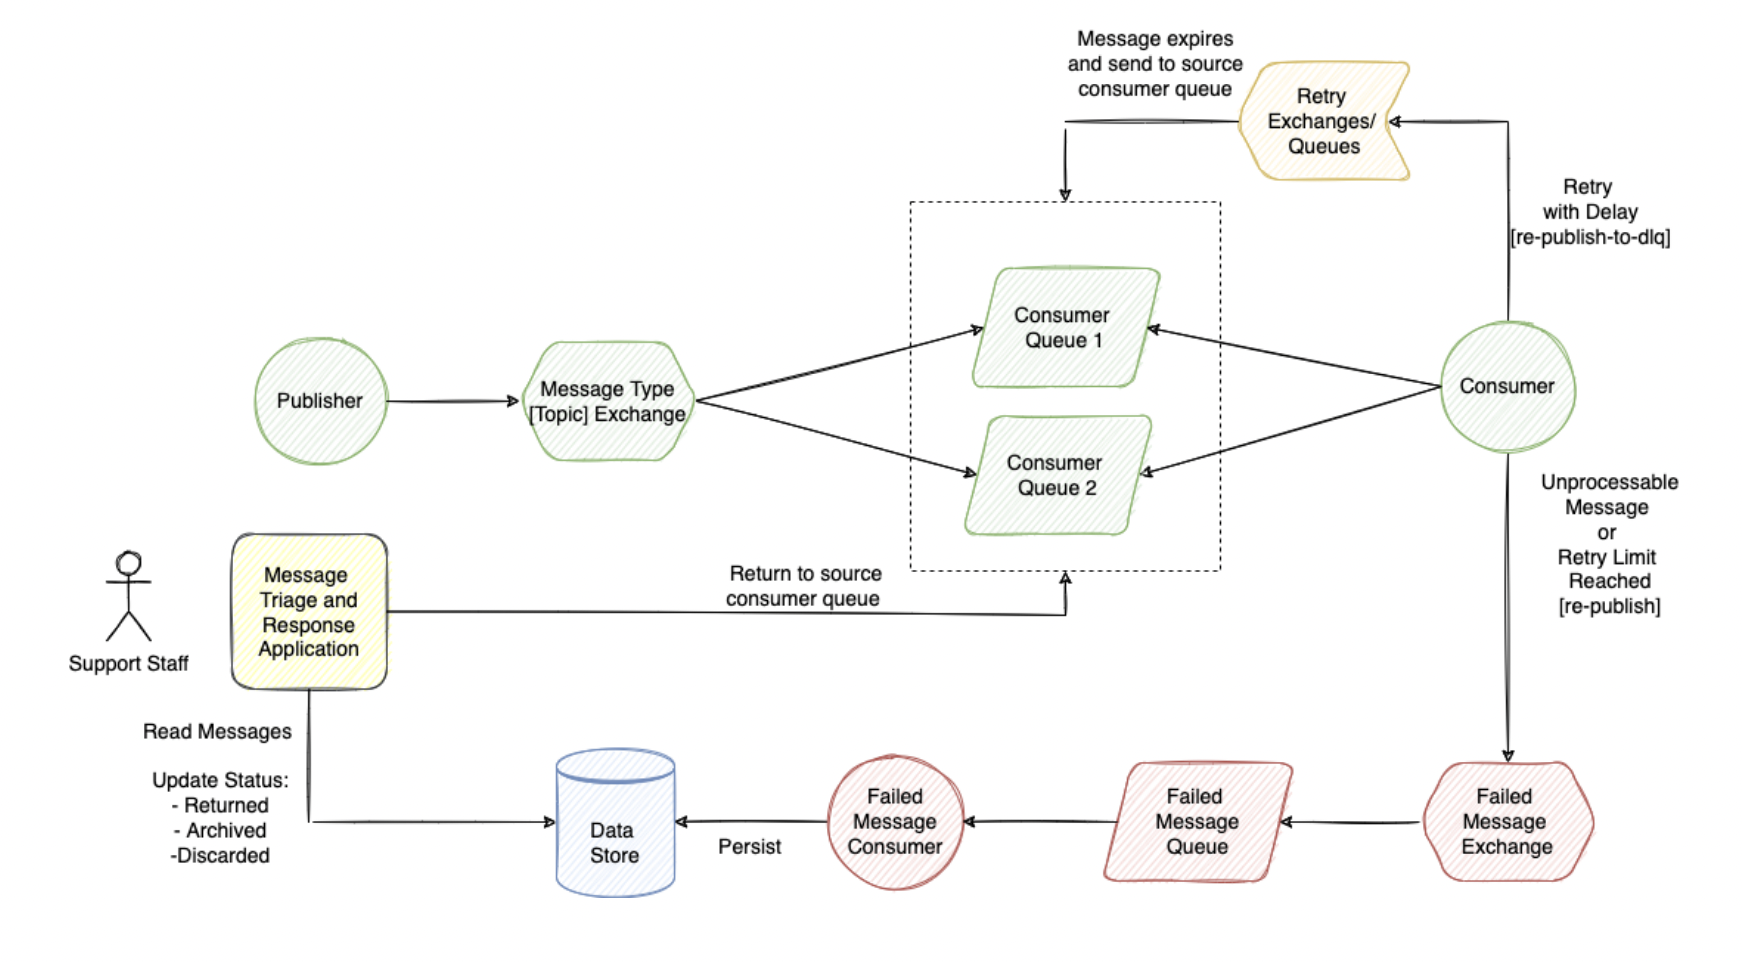 Message expires
and send to source
consumer queue
Retry
Exchanges/
Queues
Retry
with Delay
[re-publish-to-dlq]
Consumer
Queue 1
Publisher
Message Type
[Topic] Exchange
Consumer
Consumer
Queue 2
Unprocessable
Message
or
Retry Limit
Reached
[re-publish]
Message
Triage and
Response
Application
Return to source
consumer queue
Support Staff
Read Messages
Update Status:
- Returned
- Archived
-Discarded
Data
Store
Persist
Failed
Message
Consumer
Failed
Message
Queue
Failed
Message
Exchange